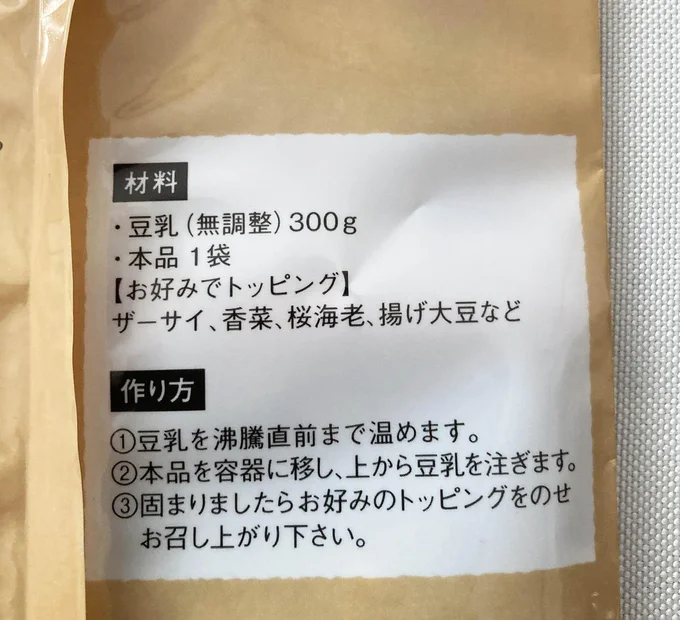 材料
・豆乳(無調整)300g
・本品 1袋
【お好みでトッピング】
ザーサイ、香菜、桜海老、揚げ大豆など
作り方
①豆乳を沸騰直前まで温めます。
②本品を容器に移し、上から豆乳を注ぎます。
③固まりましたらお好みのトッピングをのせ
お召し上がり下さい。